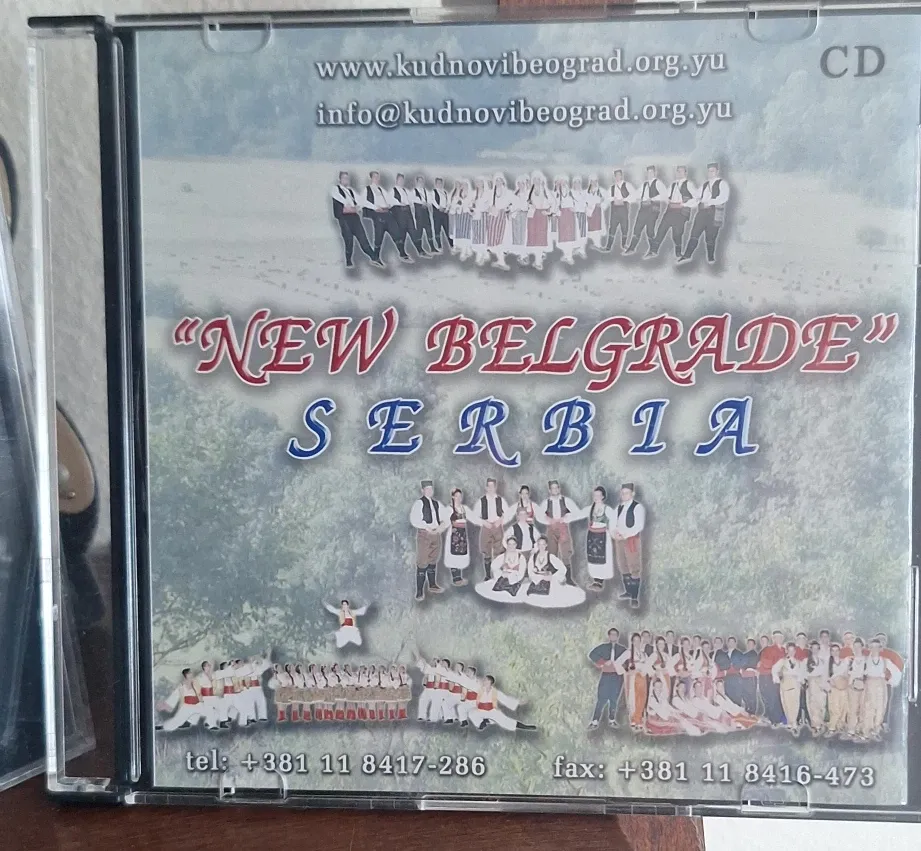 www.kudnovibeograd.org.yu
CD
info@kudnovibeograd.org.yu
“NEW BELGRADE”
SERBIA
tel: +381 11 8417-286
fax: +381 11 8416-473